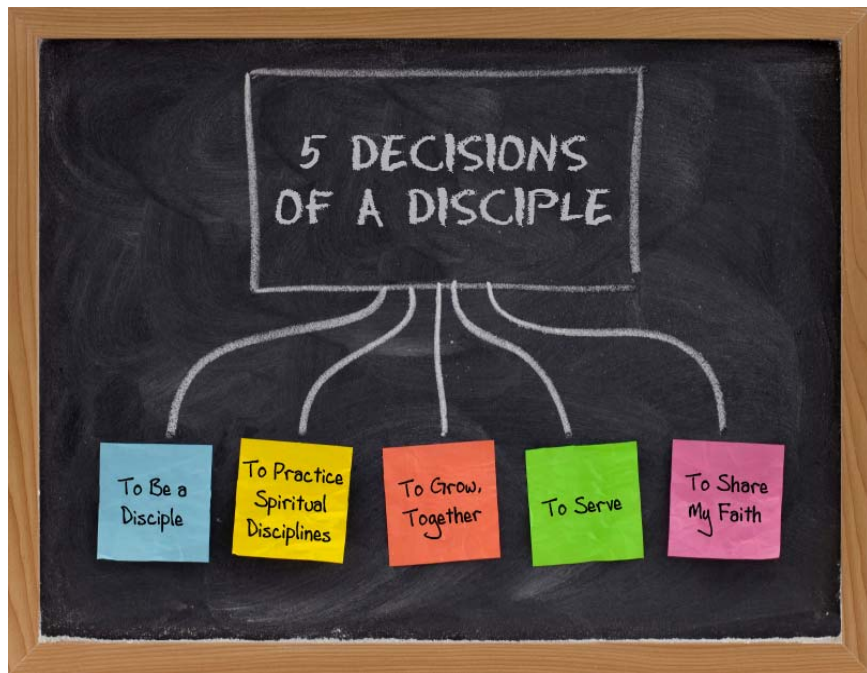 5 DECISIONS
OF A DISCIPLE
To Be a
Disciple
To Practice
Spiritual
Disciplines
To Grow,
Together
To Serve
To Share
My Faith